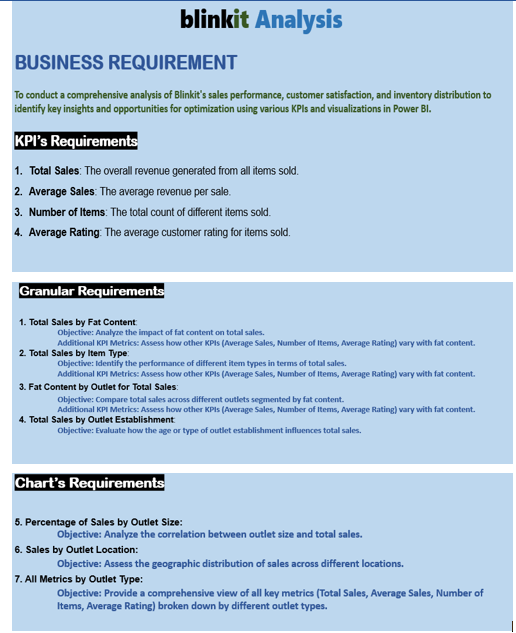 blinkit Analysis
BUSINESS REQUIREMENT
To conduct a comprehensive analysis of Blinkit's sales performance, customer satisfaction, and inventory distribution to
identify key insights and opportunities for optimization using various KPIs and visualizations in Power BI.
KPI's Requirements
1. Total Sales: The overall revenue generated from all items sold.
2. Average Sales: The average revenue per sale.
3. Number of Items: The total count of different items sold.
4. Average Rating: The average customer rating for items sold.
Granular Requirements
1. Total Sales by Fat Content:
Objective: Analyze the impact of fat content on total sales.
Additional KPI Metrics: Assess how other KPIs (Average Sales, Number of Items, Average Rating) vary with fat content.
2. Total Sales by Item Type:
Objective: Identify the performance of different item types in terms of total sales.
Additional KPI Metrics: Assess how other KPIs (Average Sales, Number of Items, Average Rating) vary with fat content.
3. Fat Content by Outlet for Total Sales:
Objective: Compare total sales across different outlets segmented by fat content.
Additional KPI Metrics: Assess how other KPIs (Average Sales, Number of Items, Average Rating) vary with fat content.
4. Total Sales by Outlet Establishment:
Objective: Evaluate how the age or type of outlet establishment influences total sales.
Chart's Requirements
5. Percentage of Sales by Outlet Size:
Objective: Analyze the correlation between outlet size and total sales.
6. Sales by Outlet Location:
Objective: Assess the geographic distribution of sales across different locations.
7. All Metrics by Outlet Type:
Objective: Provide a comprehensive view of all key metrics (Total Sales, Average Sales, Number of
Items, Average Rating) broken down by different outlet types.